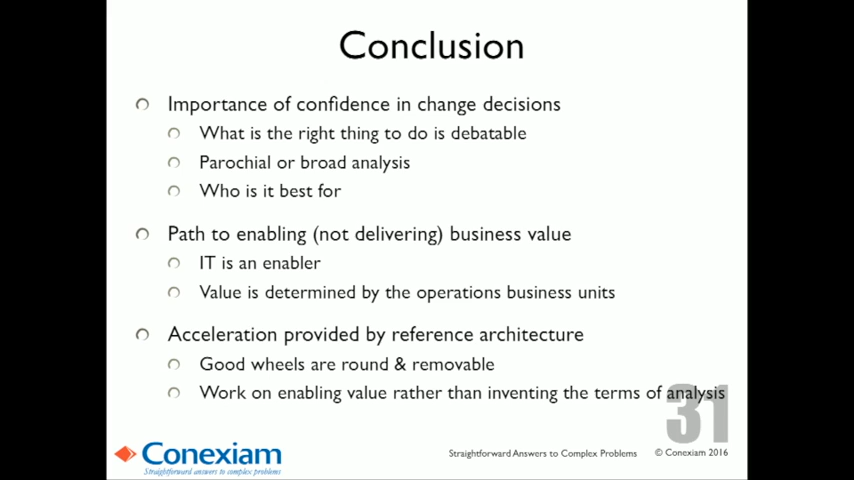 Conclusion
Importance of confidence in change decisions
What is the right thing to do is debatable
Parochial or broad analysis
Who is it best for
Path to enabling (not delivering) business value
IT is an enabler
Value is determined by the operations business units
Acceleration provided by reference architecture
Good wheels are round & removable
Work on enabling value rather than inventing the terms of analysis
31
Conexiam
Straightforward answers to complex problems
Straightforward Answers to Complex Problems
© Conexiam 2016